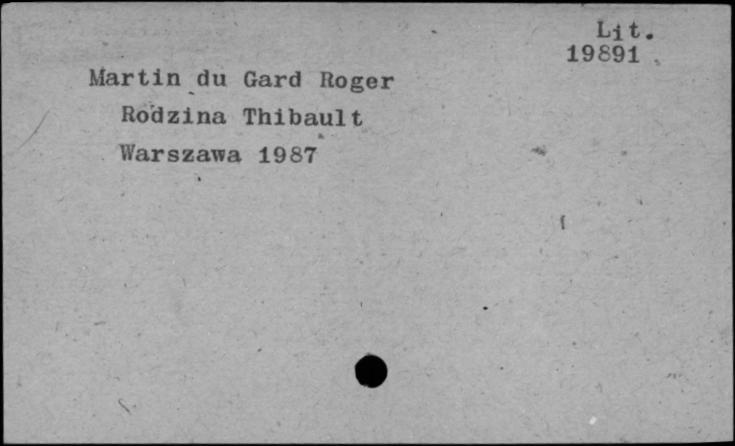 Lit.
19891
Martin du Gard Roger
Rodzina Thibault
Warszawa 1987